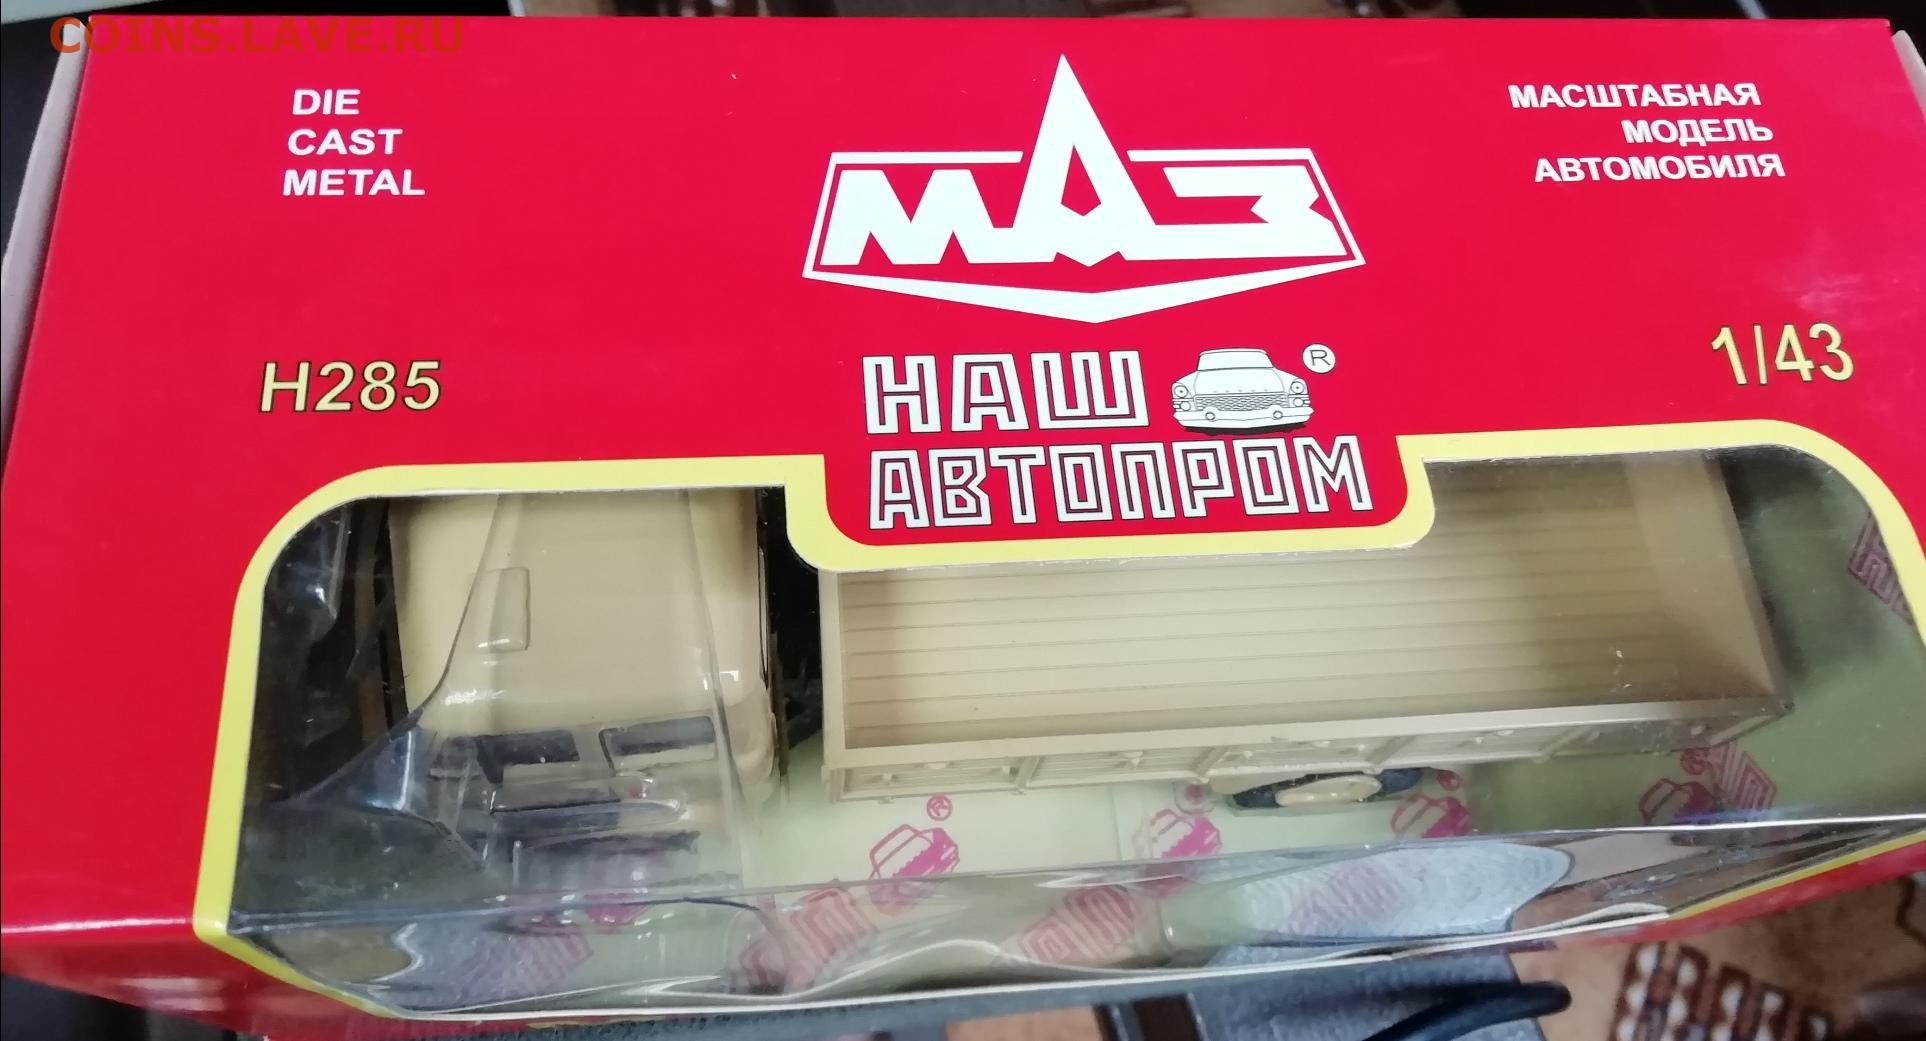 COINS.LAVE.RU
DIE
CAST
METAL
МАЗ
МАСШТАБНАЯ
МОДЕЛЬ
АВТОМОБИЛЯ
H285
НАШ ®
АВТОПРОМ
1/43